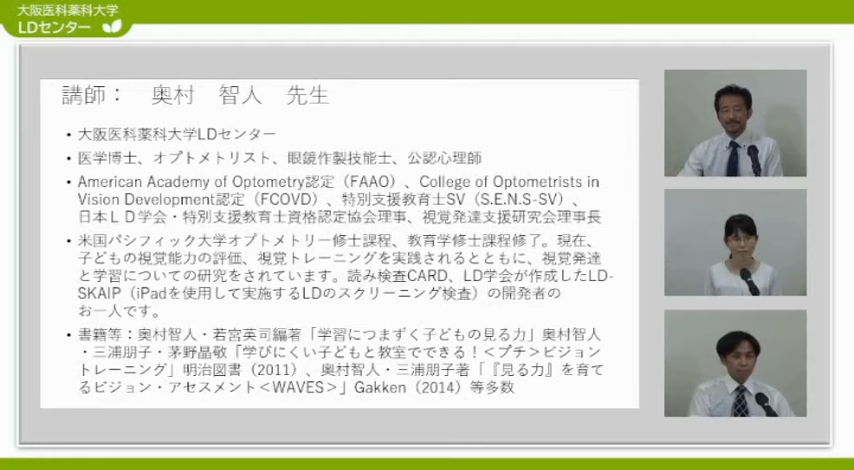 大阪医科薬科大学
LDセンター
講師： 奥村 智人 先生
• 大阪医科薬科大学LDセンター
• 医学博士、オプトメトリスト、眼鏡作製技能士、公認心理師
• American Academy of Optometry認定（FAAO）、College of Optometrists in
Vision Development認定（FCOVD）、特別支援教育士SV（S.E.N.S-SV）、
日本ＬＤ学会・特別支援教育士資格認定協会理事、視覚発達支援研究会理事長
• 米国パシフィック大学オプトメトリー修士課程、教育学修士課程修了。現在、
子どもの視覚能力の評価、視覚トレーニングを実践されるとともに、視覚発達
と学習についての研究をされています。読み検査CARD、LD学会が作成したLD-
SKAIP（iPadを使用して実施するLDのスクリーニング検査）の開発者の
お一人です。
• 書籍等：奥村智人・若宮英司編著「学習につまずく子どもの見る力」奥村智人
・三浦朋子・茅野晶敬「学びにくい子どもと教室でできる！＜プチ＞ビジョン
トレーニング」明治図書（2011）、奥村智人・三浦朋子著「『見る力』を育て
るビジョン・アセスメント＜WAVES＞」Gakken（2014）等多数